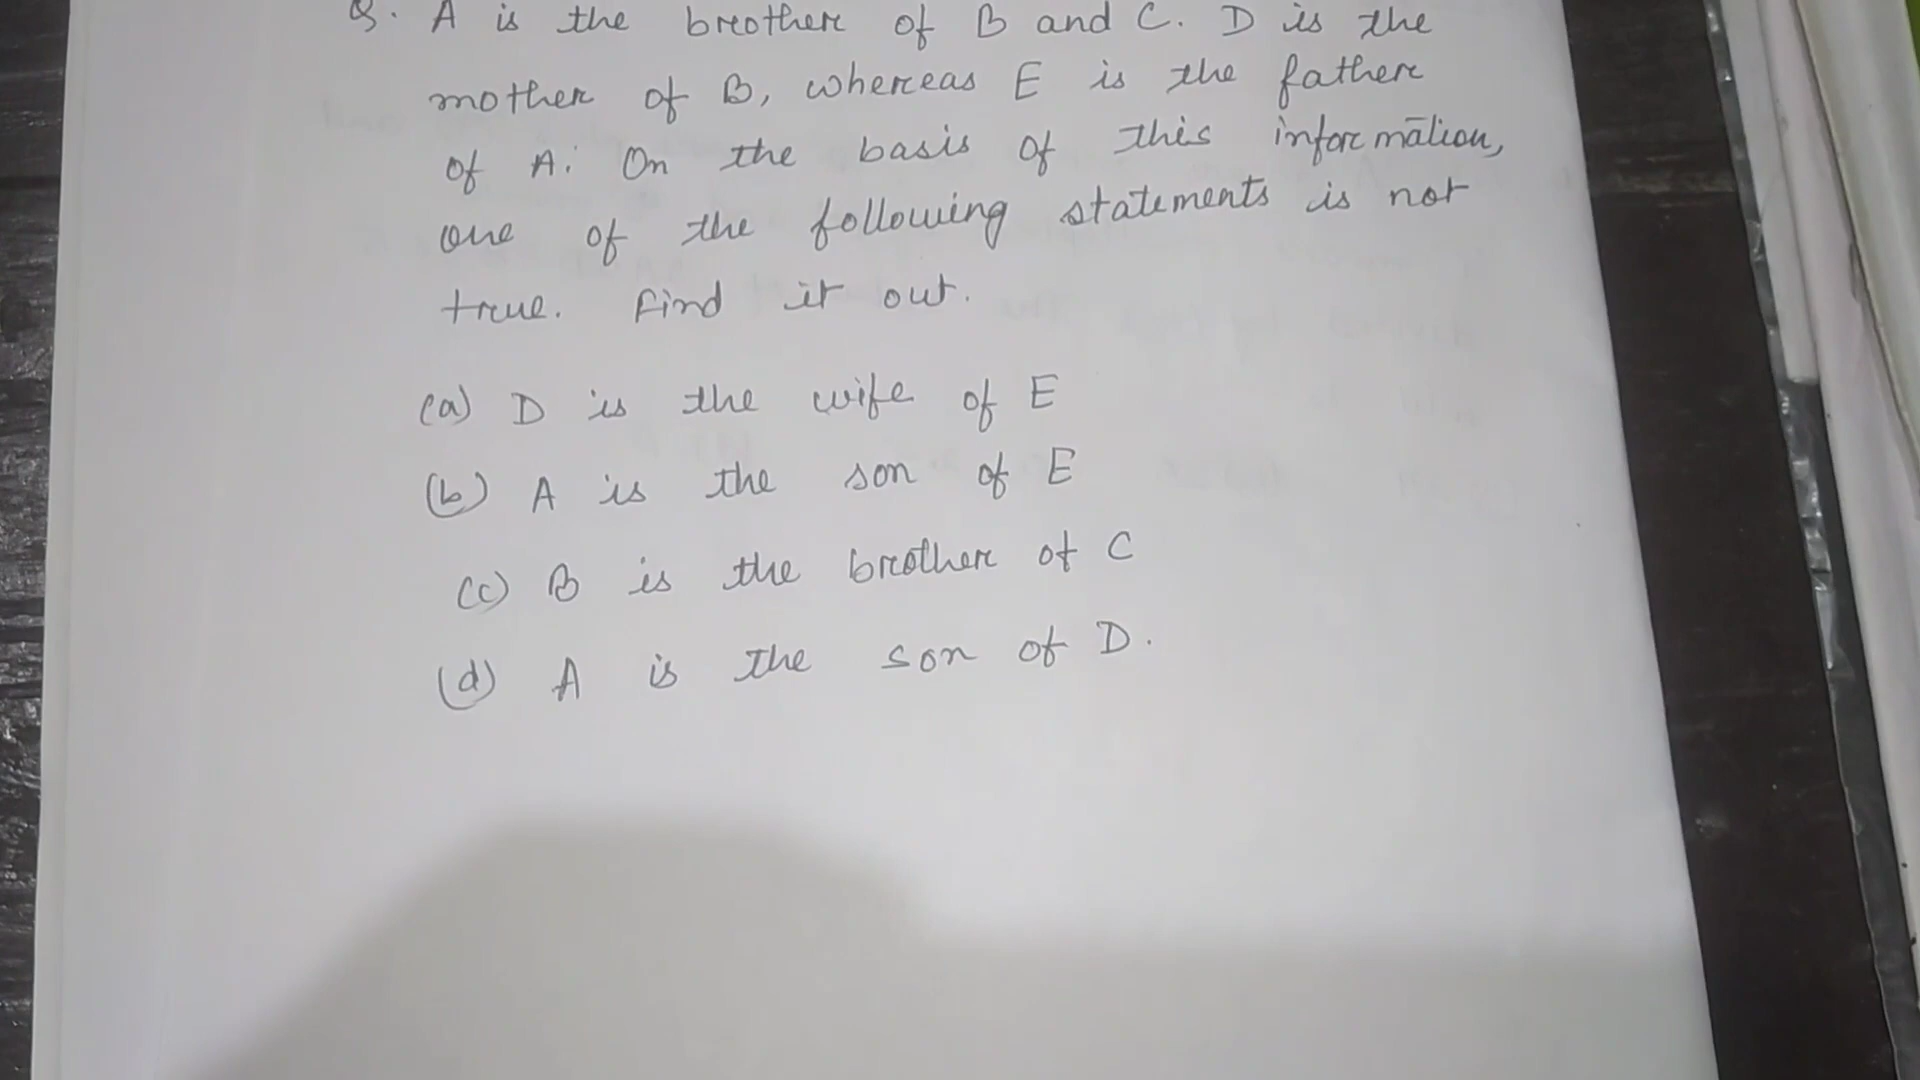 Q. A is the brother of B and C. D is the
mother of B, whereas E is the father
of A. On the basis of this information,
one of the following statements is not
true. Find it out.
(a) D is the wife of E
(b) A is the son of E
(c) B is the brother of C
(d) A is the son of D.